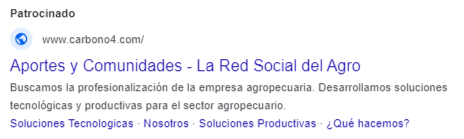 Patrocinado
www.carbono4.com/
Aportes y Comunidades - La Red Social del Agro
Buscamos la profesionalización de la empresa agropecuaria. Desarrollamos soluciones
tecnológicas y productivas para el sector agropecuario.
Soluciones Tecnologicas · Nosotros · Soluciones Productivas · ¿Qué hacemos?